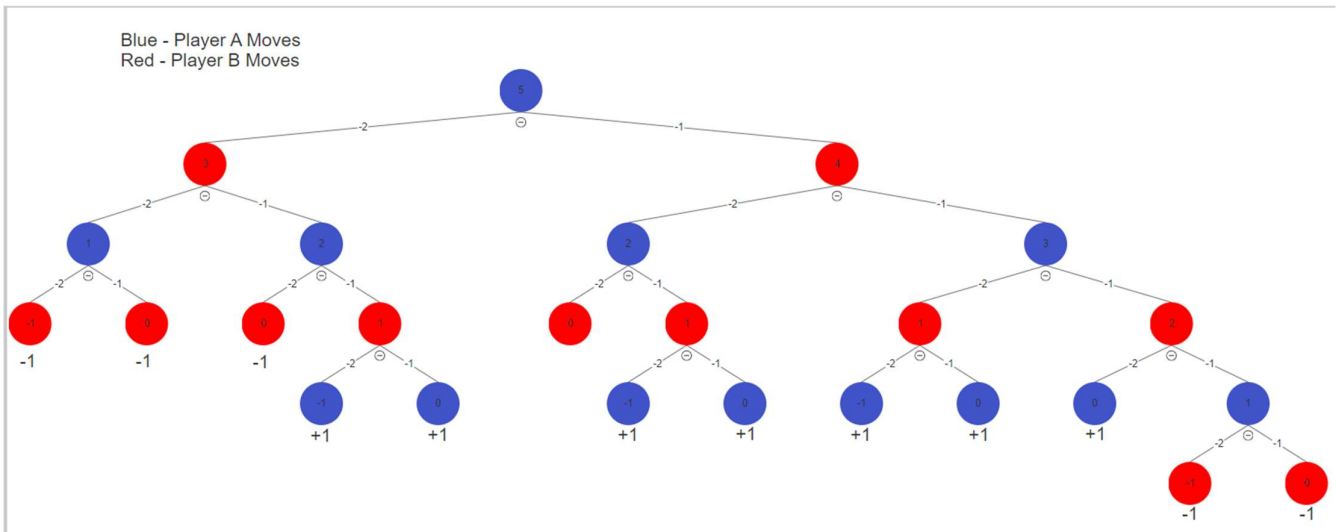 Blue - Player A Moves
Red - Player B Moves
5
-2 -1
3 4
-2 -1 -2 -1
1 2 2 3
-2 -1 -2 -1 -2 -1 -2 -1
-1 0 0 1 0 1 1 2
-1 -1 -1
-2 -1 -2 -1 -2 -1 -2 -1
-1 0 -1 0 -1 0 0 1
+1 +1 +1 +1 +1 +1 +1
-2 -1
-1 0
-1 -1